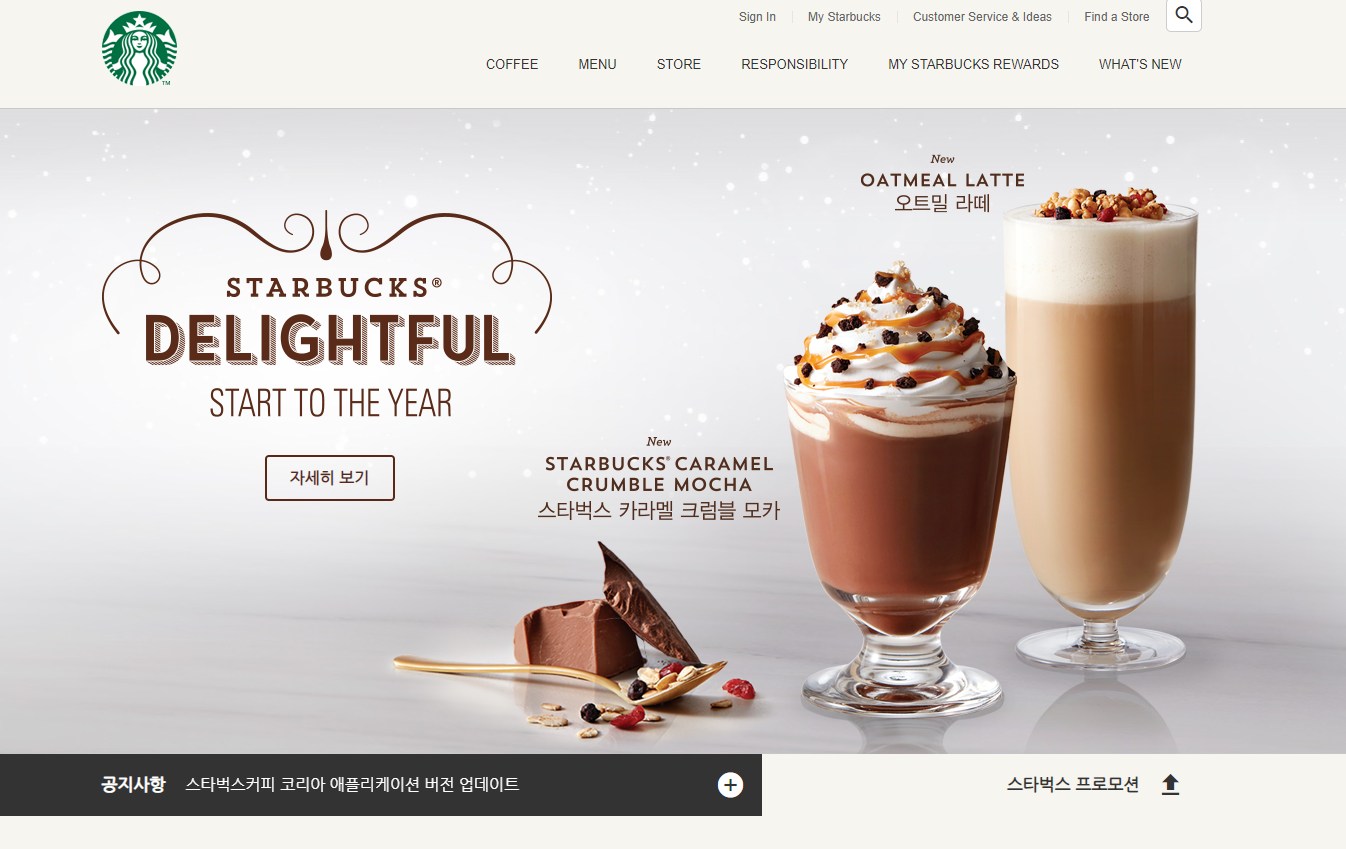 Sign In
My Starbucks
Customer Service & Ideas
Find a Store
TM
COFFEE
MENU
STORE
RESPONSIBILITY
MY STARBUCKS REWARDS
WHAT'S NEW
STARBUCKS®
DELIGHTFUL
START TO THE YEAR
자세히 보기
New
OATMEAL LATTE
오트밀 라떼
New
STARBUCKS® CARAMEL
CRUMBLE MOCHA
스타벅스 카라멜 크럼블 모카
공지사항 스타벅스커피 코리아 애플리케이션 버전 업데이트
스타벅스 프로모션